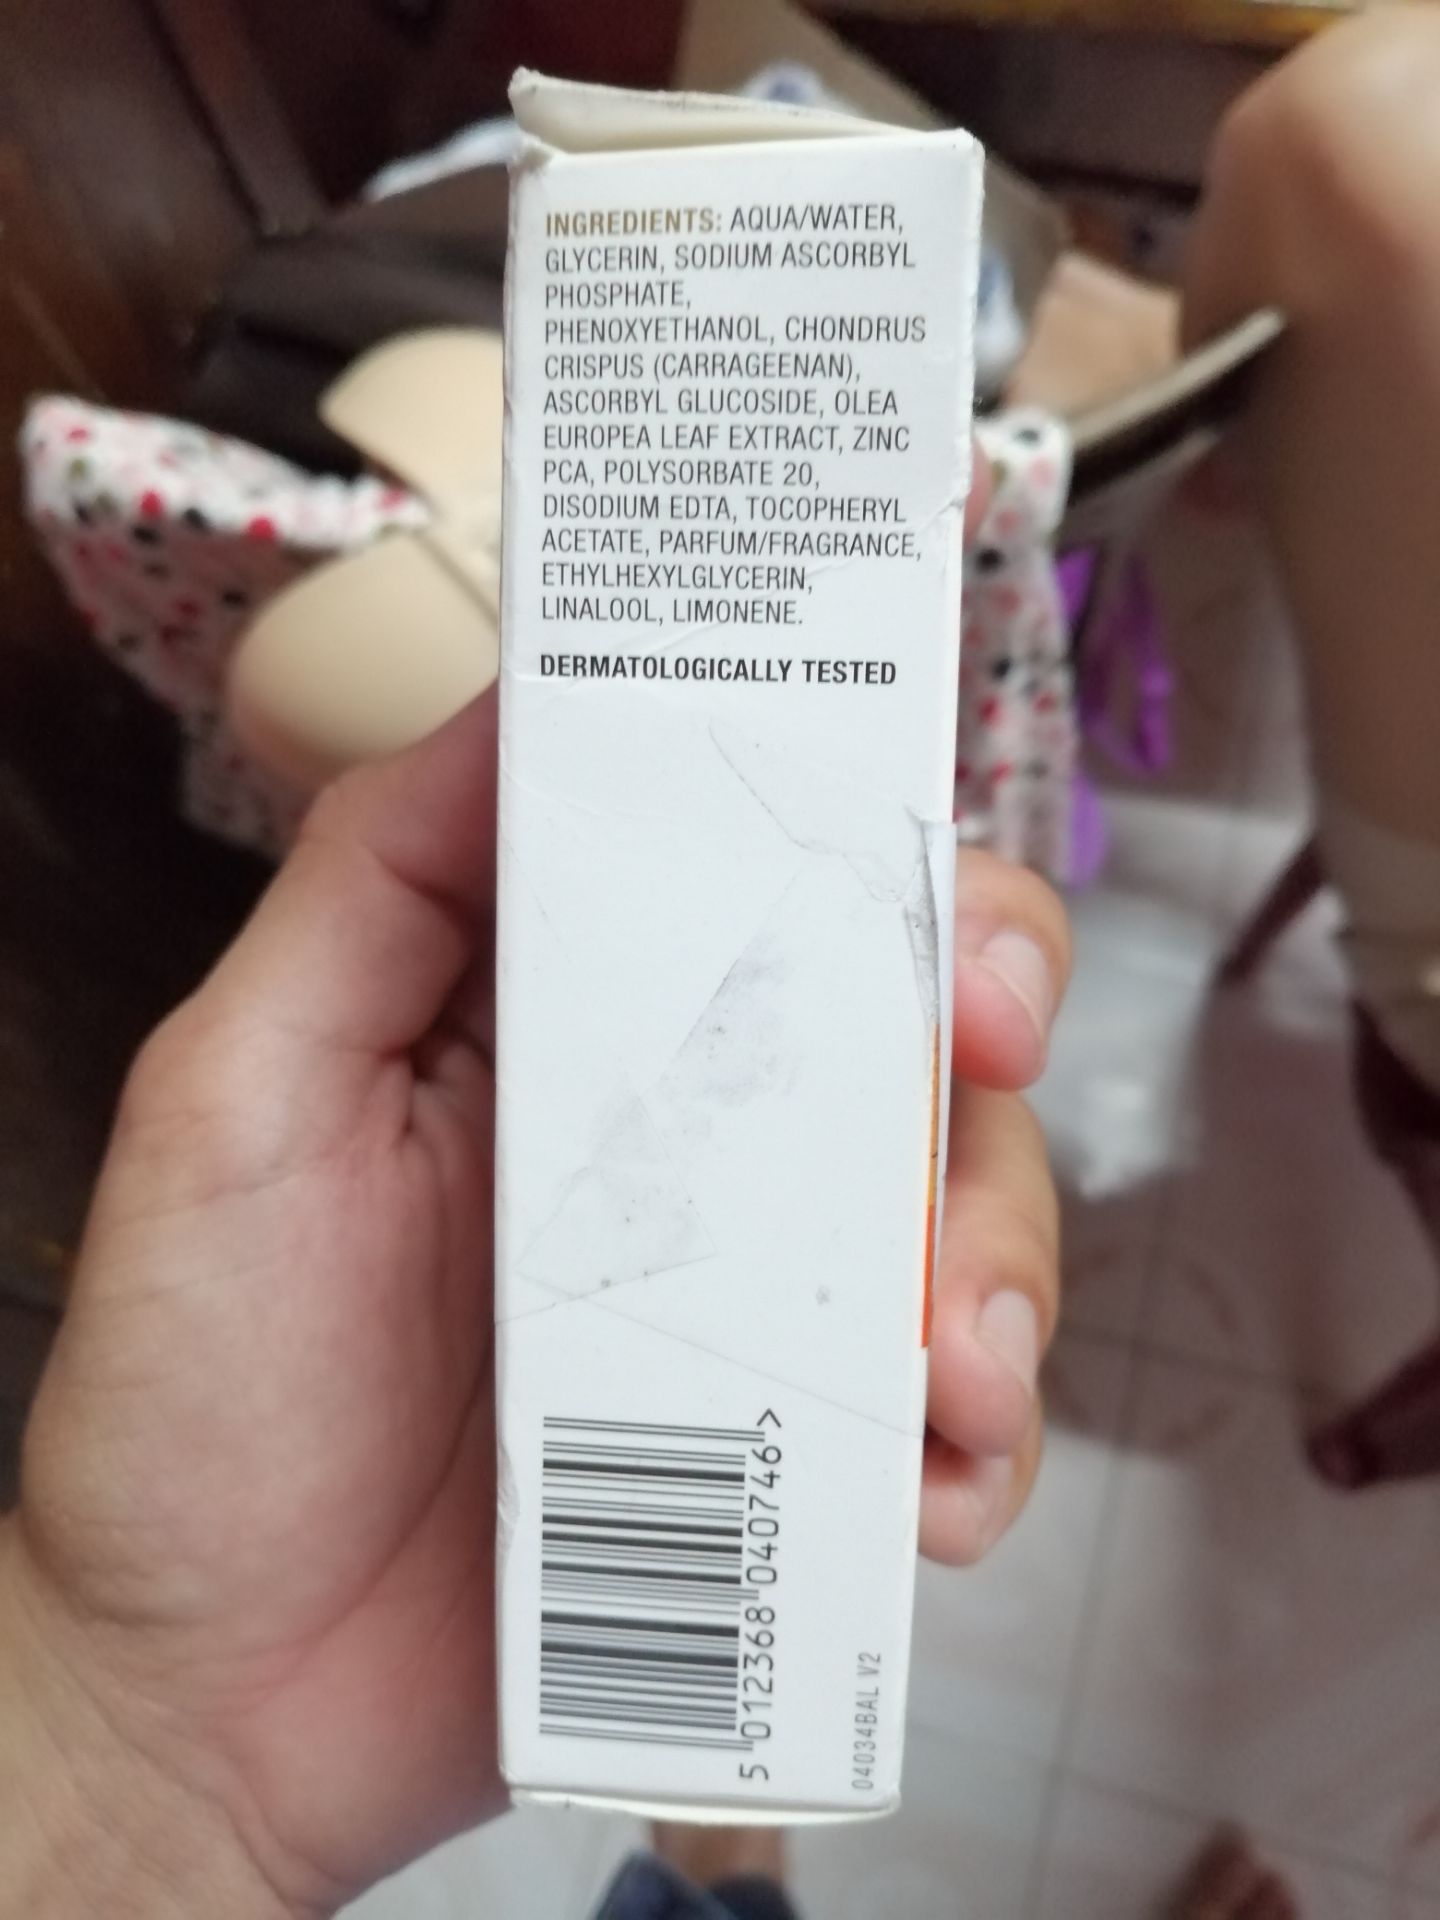 INGREDIENTS: AQUA/WATER,
GLYCERIN, SODIUM ASCORBYL
PHOSPHATE,
PHENOXYETHANOL, CHONDRUS
CRISPUS (CARRAGEENAN),
ASCORBYL GLUCOSIDE, OLEA
EUROPEA LEAF EXTRACT, ZINC
PCA, POLYSORBATE 20,
DISODIUM EDTA, TOCOPHERYL
ACETATE, PARFUM/FRAGRANCE,
ETHYLHEXYLGLYCERIN,
LINALOOL, LIMONENE.
DERMATOLOGICALLY TESTED
5 012368 040746 >
04034BAL V2